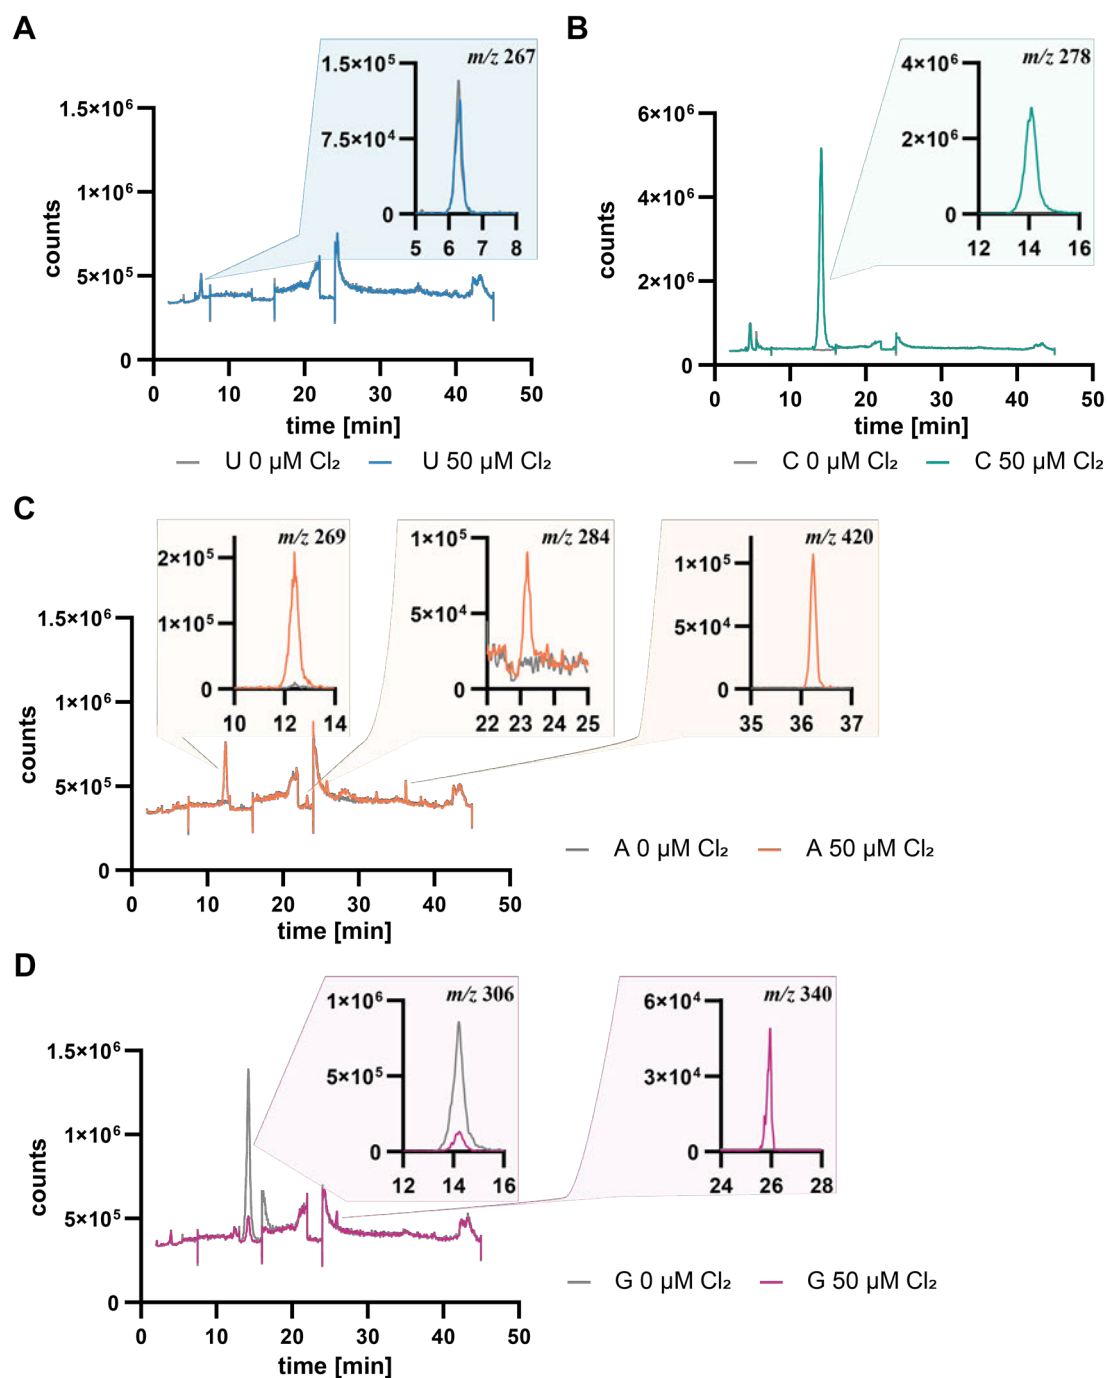 A
m/z 267
1.5×10⁵
7.5×10⁴
0
5 6 7 8
1.5×10⁶
1×10⁶
5×10⁵
0
counts
0 10 20 30 40 50
time [min]
U 0 µM Cl₂ U 50 µM Cl₂
B
m/z 278
4×10⁶
2×10⁶
0
12 14 16
6×10⁶
4×10⁶
2×10⁶
0
counts
0 10 20 30 40 50
time [min]
C 0 µM Cl₂ C 50 µM Cl₂
C
m/z 269
2×10⁵
1×10⁵
0
10 12 14
m/z 284
1×10⁵
5×10⁴
0
22 23 24 25
m/z 420
1×10⁵
5×10⁴
0
35 36 37
1.5×10⁶
1×10⁶
5×10⁵
0
counts
0 10 20 30 40 50
time [min]
A 0 µM Cl₂ A 50 µM Cl₂
D
m/z 306
1×10⁶
5×10⁵
0
12 14 16
m/z 340
6×10⁴
3×10⁴
0
24 26 28
1.5×10⁶
1×10⁶
5×10⁵
0
counts
0 10 20 30 40 50
time [min]
G 0 µM Cl₂ G 50 µM Cl₂